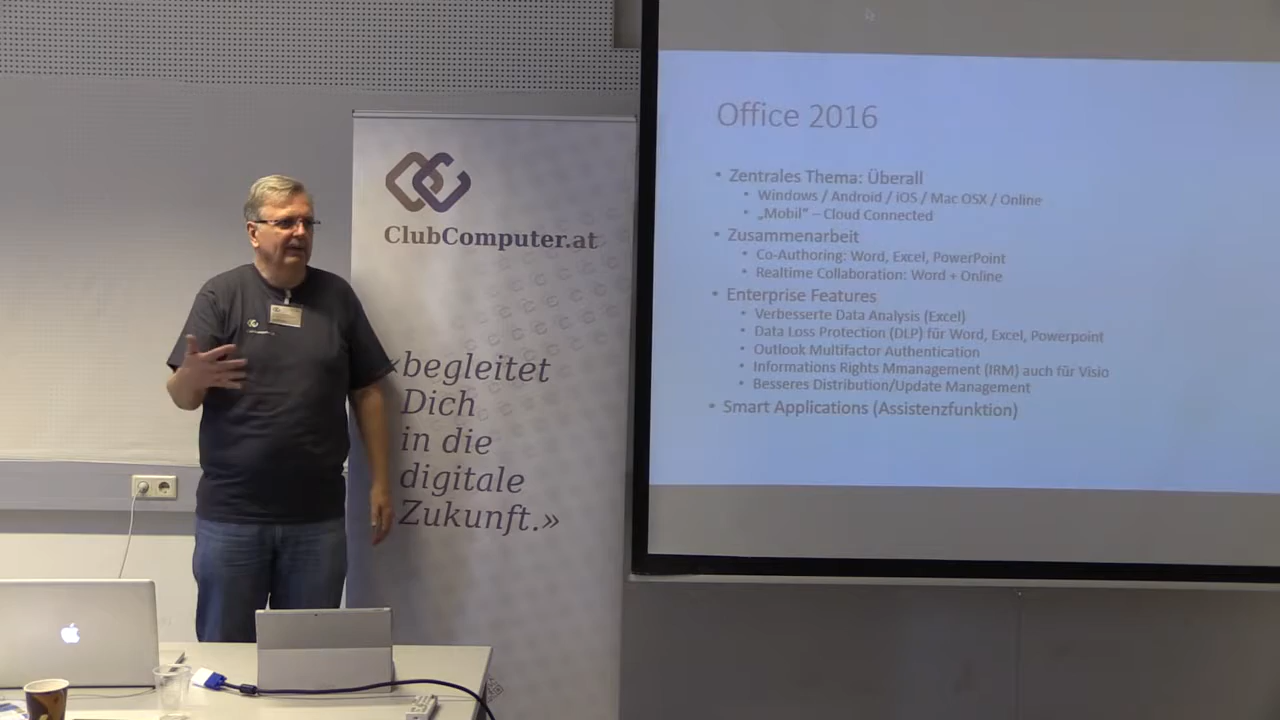 ClubComputer.at
«begleitet
Dich
in die
digitale
Zukunft.»
Office 2016
• Zentrales Thema: Überall
• Windows / Android / iOS / Mac OSX / Online
• „Mobil“ – Cloud Connected
• Zusammenarbeit
• Co-Authoring: Word, Excel, PowerPoint
• Realtime Collaboration: Word + Online
• Enterprise Features
• Verbesserte Data Analysis (Excel)
• Data Loss Protection (DLP) für Word, Excel, Powerpoint
• Outlook Multifactor Authentication
• Informations Rights Mmanagement (IRM) auch für Visio
• Besseres Distribution/Update Management
• Smart Applications (Assistenzfunktion)